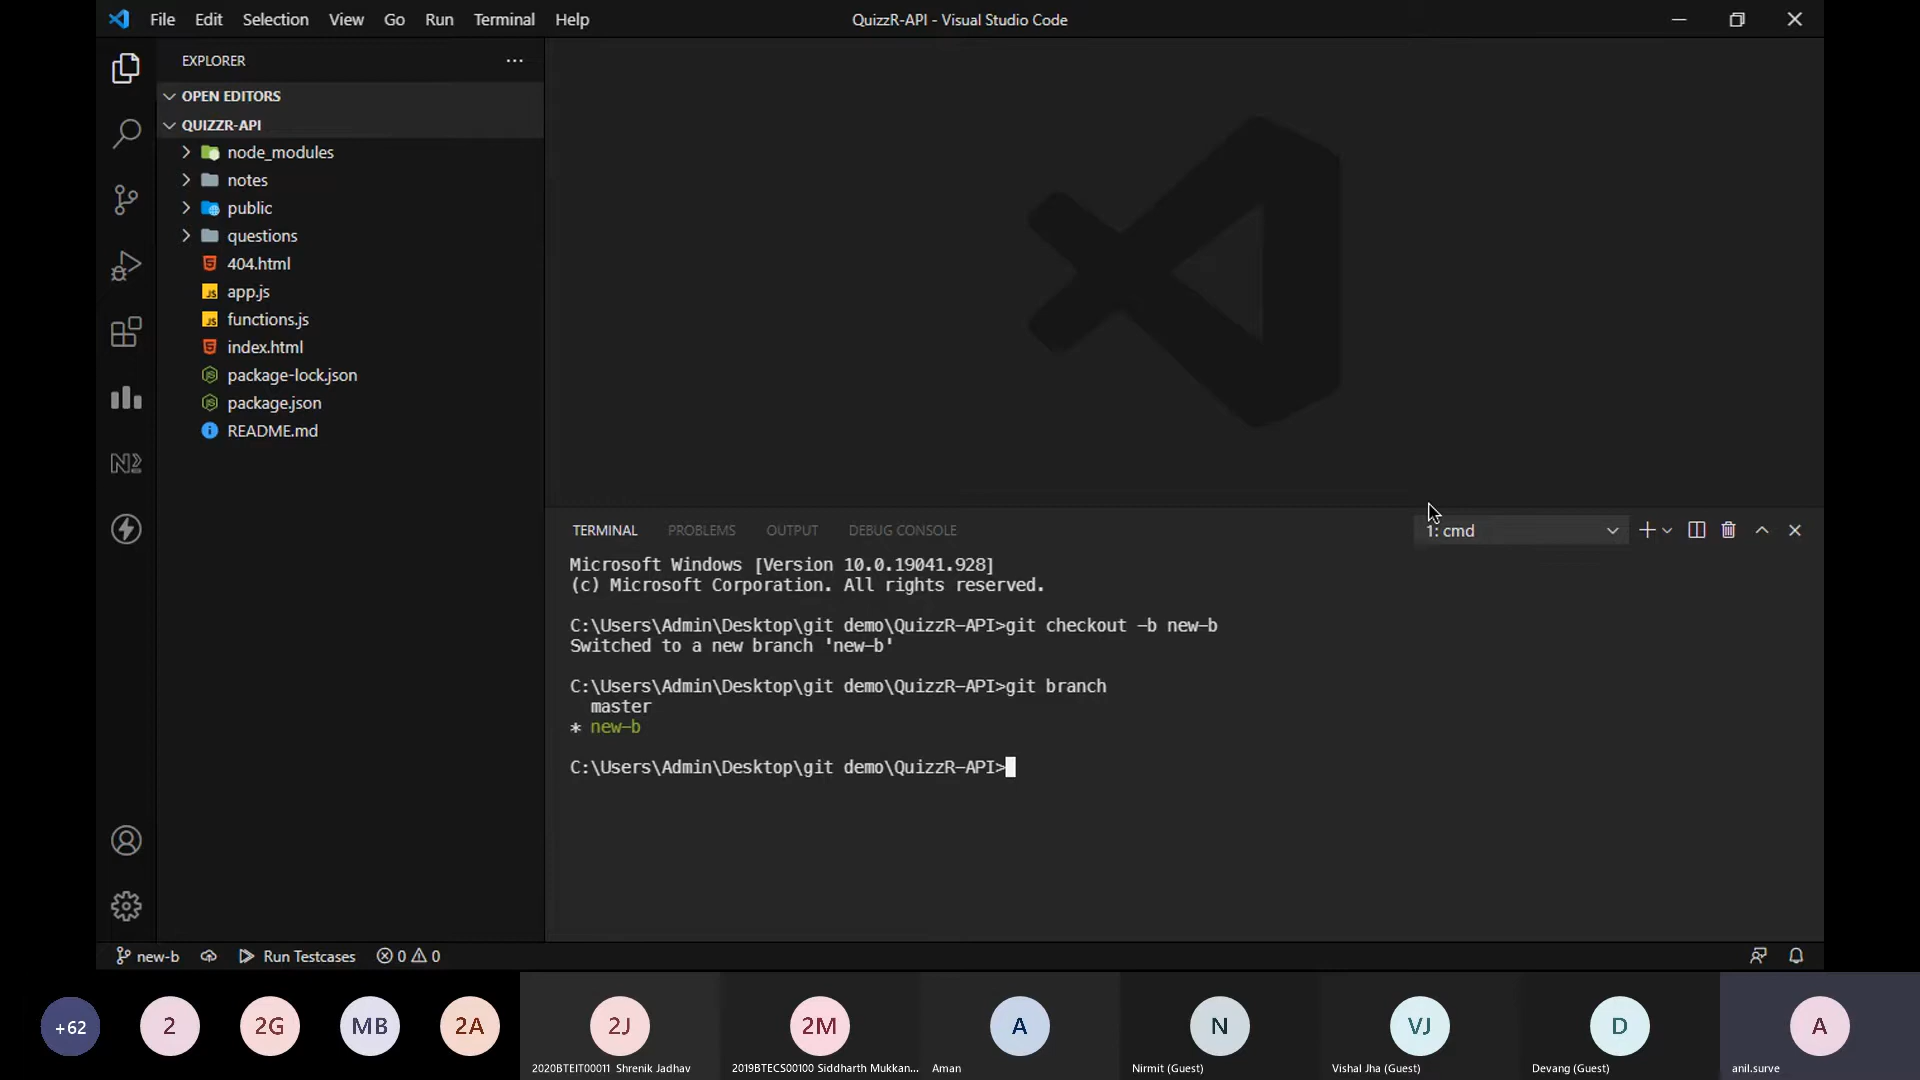 File Edit Selection View Go Run Terminal Help
QuizzR-API - Visual Studio Code
EXPLORER
OPEN EDITORS
QUIZZR-API
node_modules
notes
public
questions
404.html
app.js
functions.js
index.html
package-lock.json
package.json
README.md
TERMINAL PROBLEMS OUTPUT DEBUG CONSOLE
1: cmd
Microsoft Windows [Version 10.0.19041.928]
(c) Microsoft Corporation. All rights reserved.
C:\Users\Admin\Desktop\git demo\QuizzR-API>git checkout -b new-b
Switched to a new branch 'new-b'
C:\Users\Admin\Desktop\git demo\QuizzR-API>git branch
master
* new-b
C:\Users\Admin\Desktop\git demo\QuizzR-API>
new-b Run Testcases 0 0
+62 2 2G MB 2A 2J 2M A N VJ D A
2020BTEIT00011 Shrenik Jadhav 2019BTECS00100 Siddharth Mukkan... Aman Nirmit (Guest) Vishal Jha (Guest) Devang (Guest) anil.surve